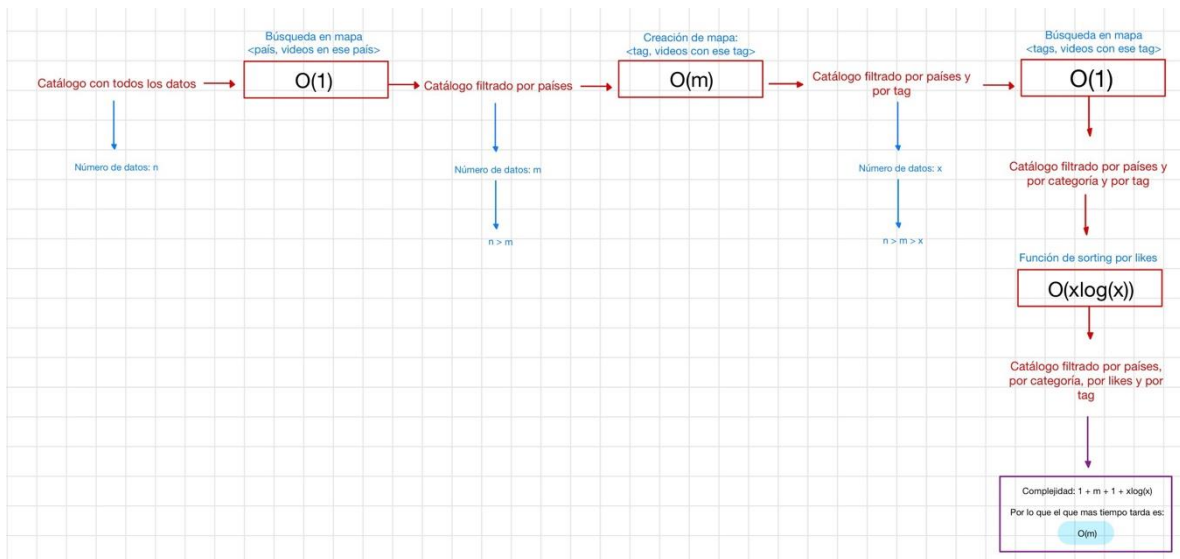 Búsqueda en mapa
<país, videos en ese país>
Creación de mapa:
<tag, videos con ese tag>
Búsqueda en mapa
<tags, videos con ese tag>
Catálogo con todos los datos
O(1)
Catálogo filtrado por países
O(m)
Catálogo filtrado por países y
por tag
O(1)
Número de datos: n
Número de datos: m
Número de datos: x
Catálogo filtrado por países y
por categoría y por tag
n > m
n > m > x
Función de sorting por likes
O(xlog(x))
Catálogo filtrado por países,
por categoría, por likes y por
tag
Complejidad: 1 + m + 1 + xlog(x)
Por lo que el que mas tiempo tarda es:
O(m)